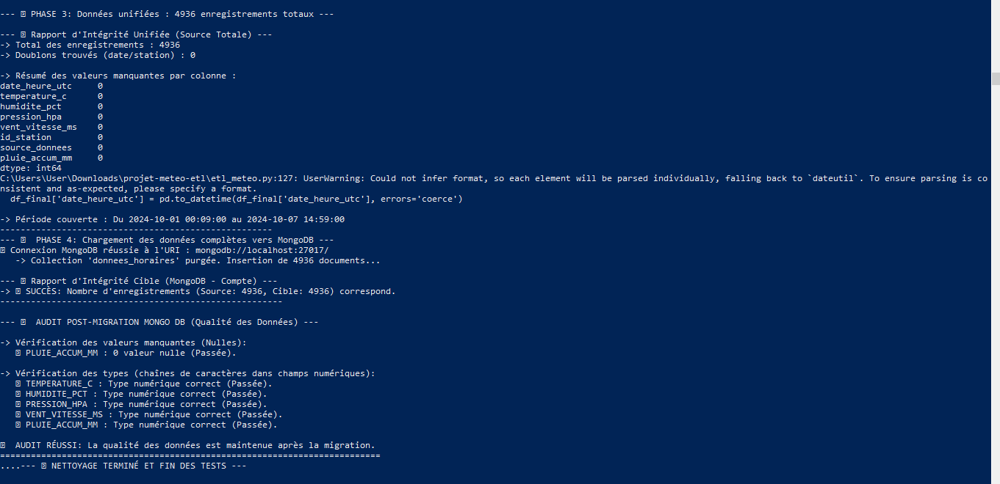 --- � PHASE 3: Données unifiées : 4936 enregistrements totaux ---
--- � Rapport d'Intégrité Unifiée (Source Totale) ---
-> Total des enregistrements : 4936
-> Doublons trouvés (date/station) : 0
-> Résumé des valeurs manquantes par colonne :
date_heure_utc     0
temperature_c      0
humidite_pct       0
pression_hpa       0
vent_vitesse_ms    0
id_station         0
source_donnees     0
pluie_accum_mm     0
dtype: int64
C:\Users\User\Downloads\projet-meteo-etl\etl_meteo.py:127: UserWarning: Could not infer format, so each element will be parsed individually, falling back to `dateutil`. To ensure parsing is co
nsistent and as-expected, please specify a format.
  df_final['date_heure_utc'] = pd.to_datetime(df_final['date_heure_utc'], errors='coerce')
-> Période couverte : Du 2024-10-01 00:09:00 au 2024-10-07 14:59:00
-----------------------------------------------------
--- �  PHASE 4: Chargement des données complètes vers MongoDB ---
� Connexion MongoDB réussie à l'URI : mongodb://localhost:27017/
   -> Collection 'donnees_horaires' purgée. Insertion de 4936 documents...
--- � Rapport d'Intégrité Cible (MongoDB - Compte) ---
-> � SUCCÈS: Nombre d'enregistrements (Source: 4936, Cible: 4936) correspond.
-------------------------------------------------------
--- �  AUDIT POST-MIGRATION MONGO DB (Qualité des Données) ---
-> Vérification des valeurs manquantes (Nulles):
   � PLUIE_ACCUM_MM : 0 valeur nulle (Passée).
-> Vérification des types (chaînes de caractères dans champs numériques):
   � TEMPERATURE_C : Type numérique correct (Passée).
   � HUMIDITE_PCT : Type numérique correct (Passée).
   � PRESSION_HPA : Type numérique correct (Passée).
   � VENT_VITESSE_MS : Type numérique correct (Passée).
   � PLUIE_ACCUM_MM : Type numérique correct (Passée).
�  AUDIT RÉUSSI: La qualité des données est maintenue après la migration.
==========================================================================
....--- � NETTOYAGE TERMINÉ ET FIN DES TESTS ---